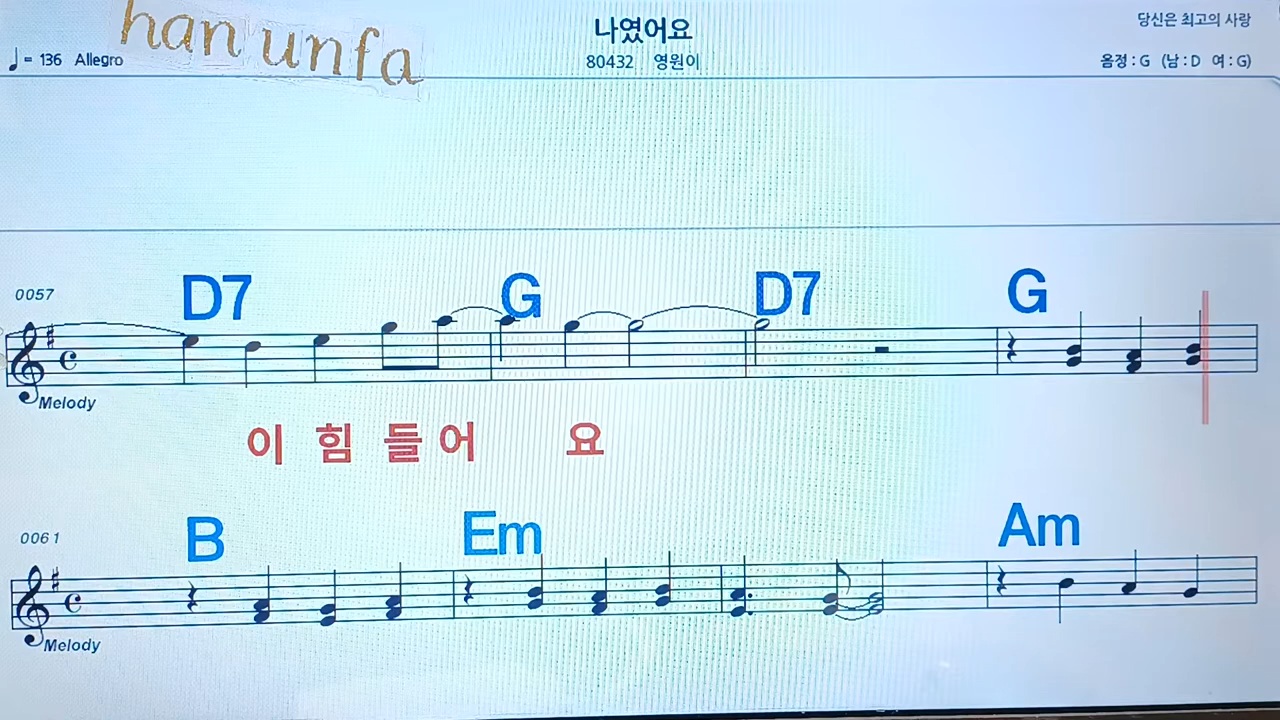 han unfa
나였어요
당신은 최고의 사랑
♩= 136 Allegro
80432 영원이
음정 : G (남 : D 여 : G)
0057
D7 G D7 G
Melody
이 힘 들 어 요
0061
B Em Am
Melody